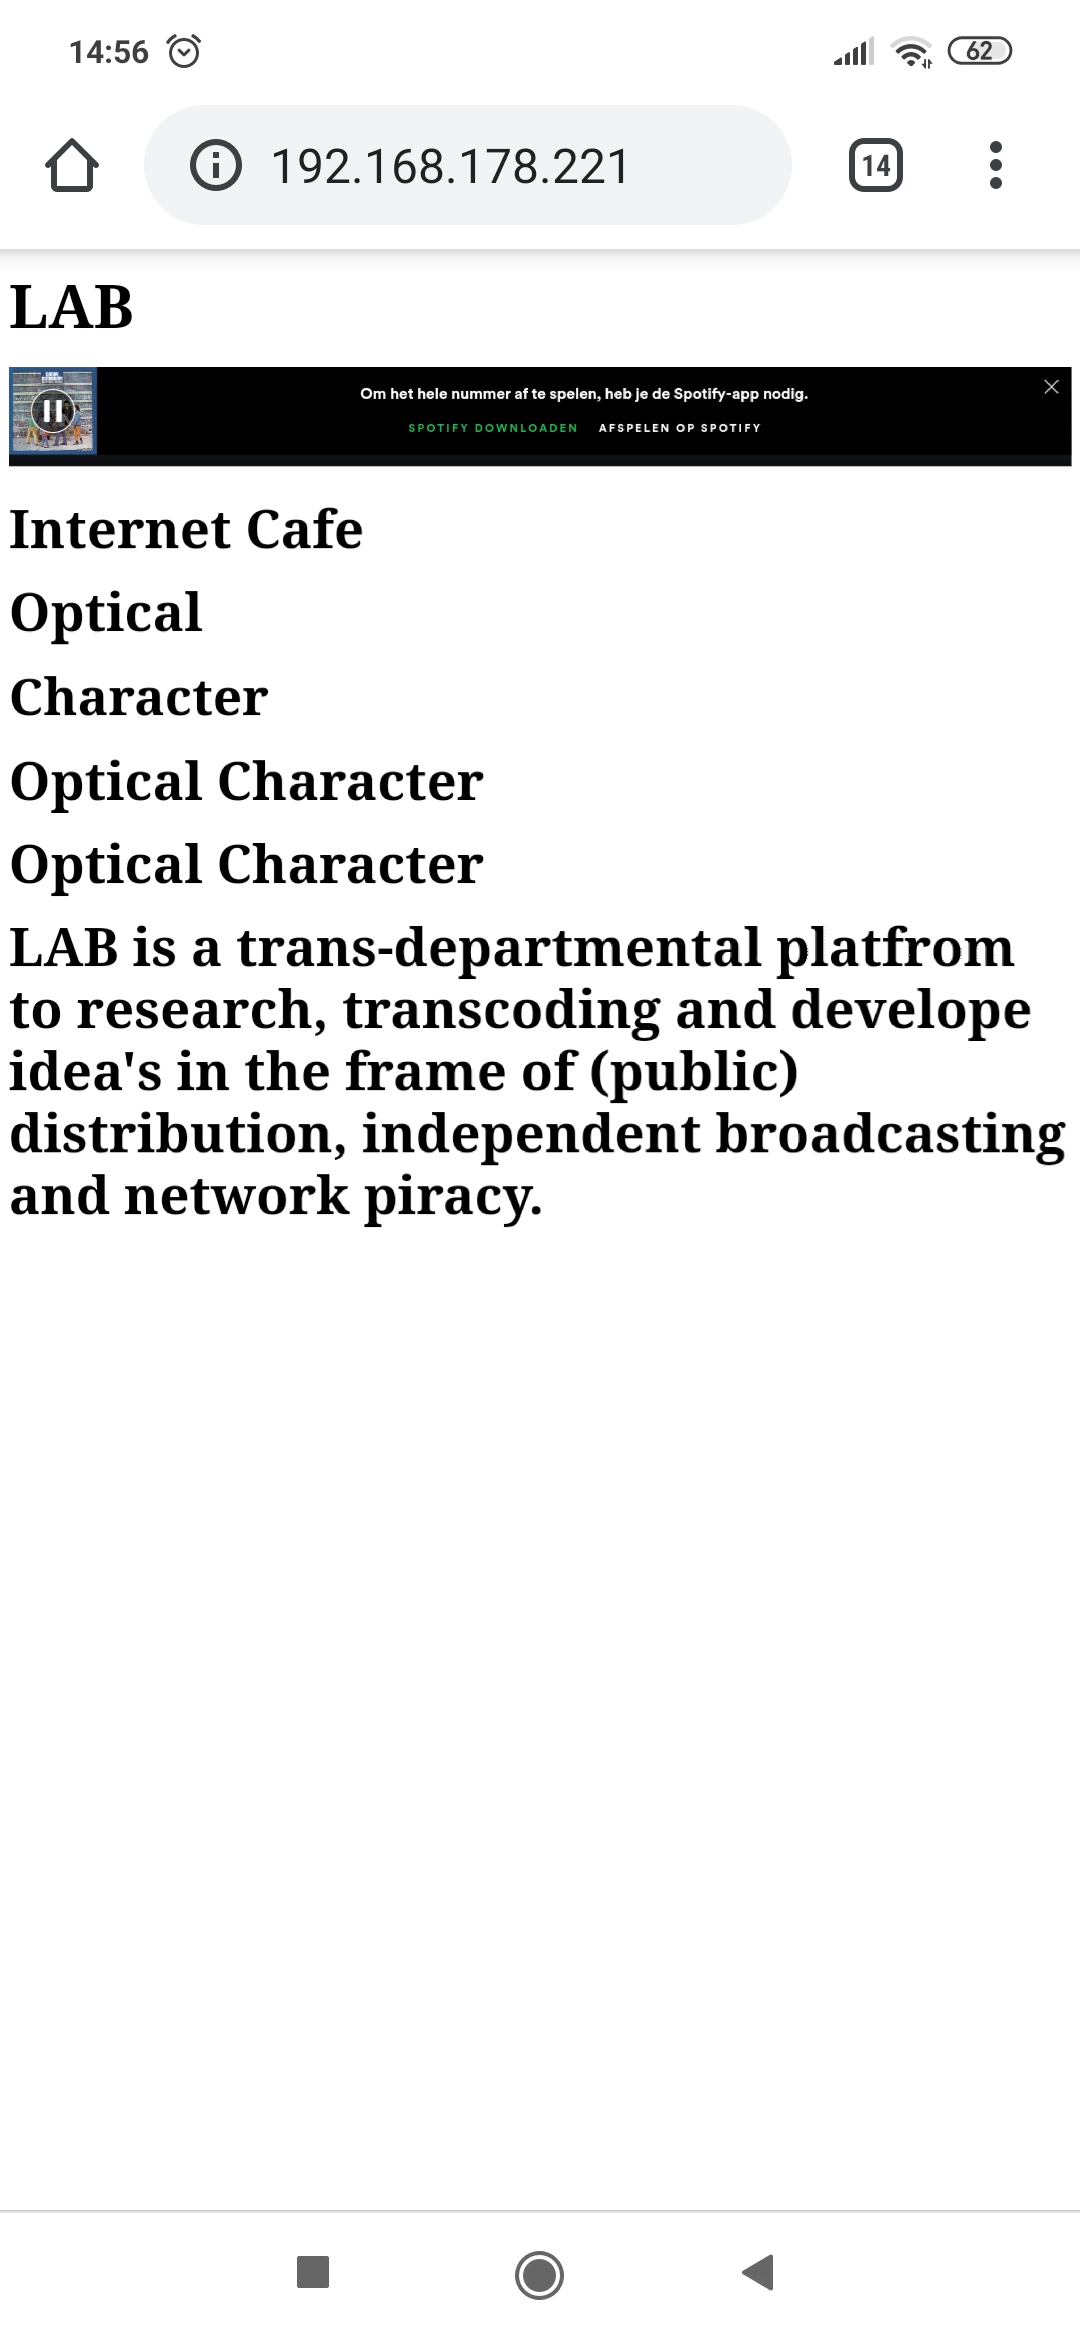 14:56
62
192.168.178.221
14
LAB
Om het hele nummer af te spelen, heb je de Spotify-app nodig.
SPOTIFY DOWNLOADEN AFSPELEN OP SPOTIFY
Internet Cafe
Optical
Character
Optical Character
Optical Character
LAB is a trans-departmental platfrom
to research, transcoding and develope
idea's in the frame of (public)
distribution, independent broadcasting
and network piracy.